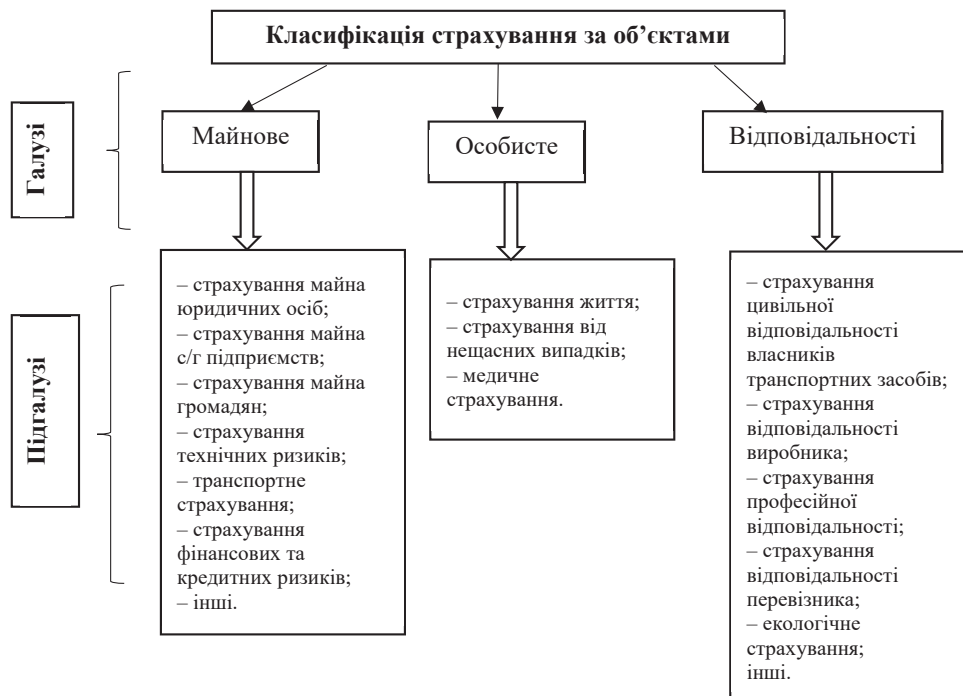 Класифікація страхування за об’єктами
Галузі
Майнове
Особисте
Відповідальності
Підгалузі
– страхування майна
юридичних осіб;
– страхування майна
с/г підприємств;
– страхування майна
громадян;
– страхування
технічних ризиків;
– транспортне
страхування;
– страхування
фінансових та
кредитних ризиків;
– інші.
– страхування життя;
– страхування від
нещасних випадків;
– медичне
страхування.
– страхування
цивільної
відповідальності
власників
транспортних засобів;
– страхування
відповідальності
виробника;
– страхування
професійної
відповідальності;
– страхування
відповідальності
перевізника;
– екологічне
страхування;
інші.